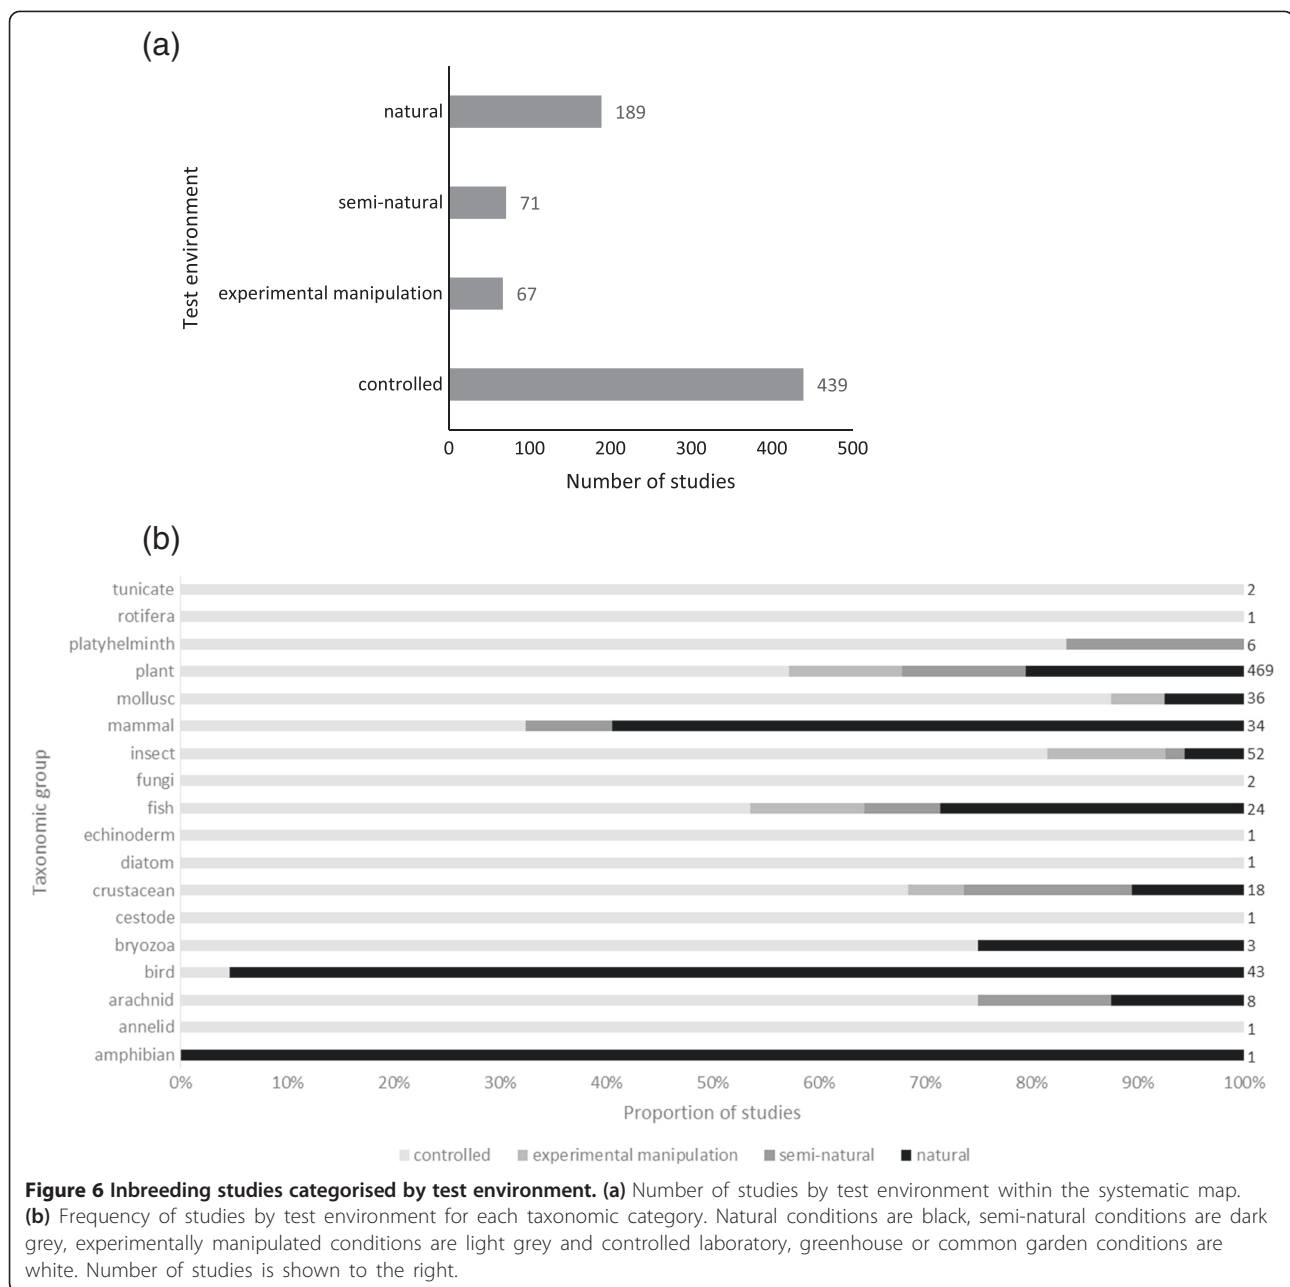 (a)
Test environment
natural
189
semi-natural
71
experimental manipulation
67
controlled
439
0 100 200 300 400 500
Number of studies
(b)
Taxonomic group
tunicate 2
rotifera 1
platyhelminth 6
plant 469
mollusc 36
mammal 34
insect 52
fungi 2
fish 24
echinoderm 1
diatom 1
crustacean 18
cestode 1
bryozoa 3
bird 43
arachnid 8
annelid 1
amphibian 1
0% 10% 20% 30% 40% 50% 60% 70% 80% 90% 100%
Proportion of studies
controlled experimental manipulation semi-natural natural
Figure 6 Inbreeding studies categorised by test environment. (a) Number of studies by test environment within the systematic map.
(b) Frequency of studies by test environment for each taxonomic category. Natural conditions are black, semi-natural conditions are dark
grey, experimentally manipulated conditions are light grey and controlled laboratory, greenhouse or common garden conditions are
white. Number of studies is shown to the right.